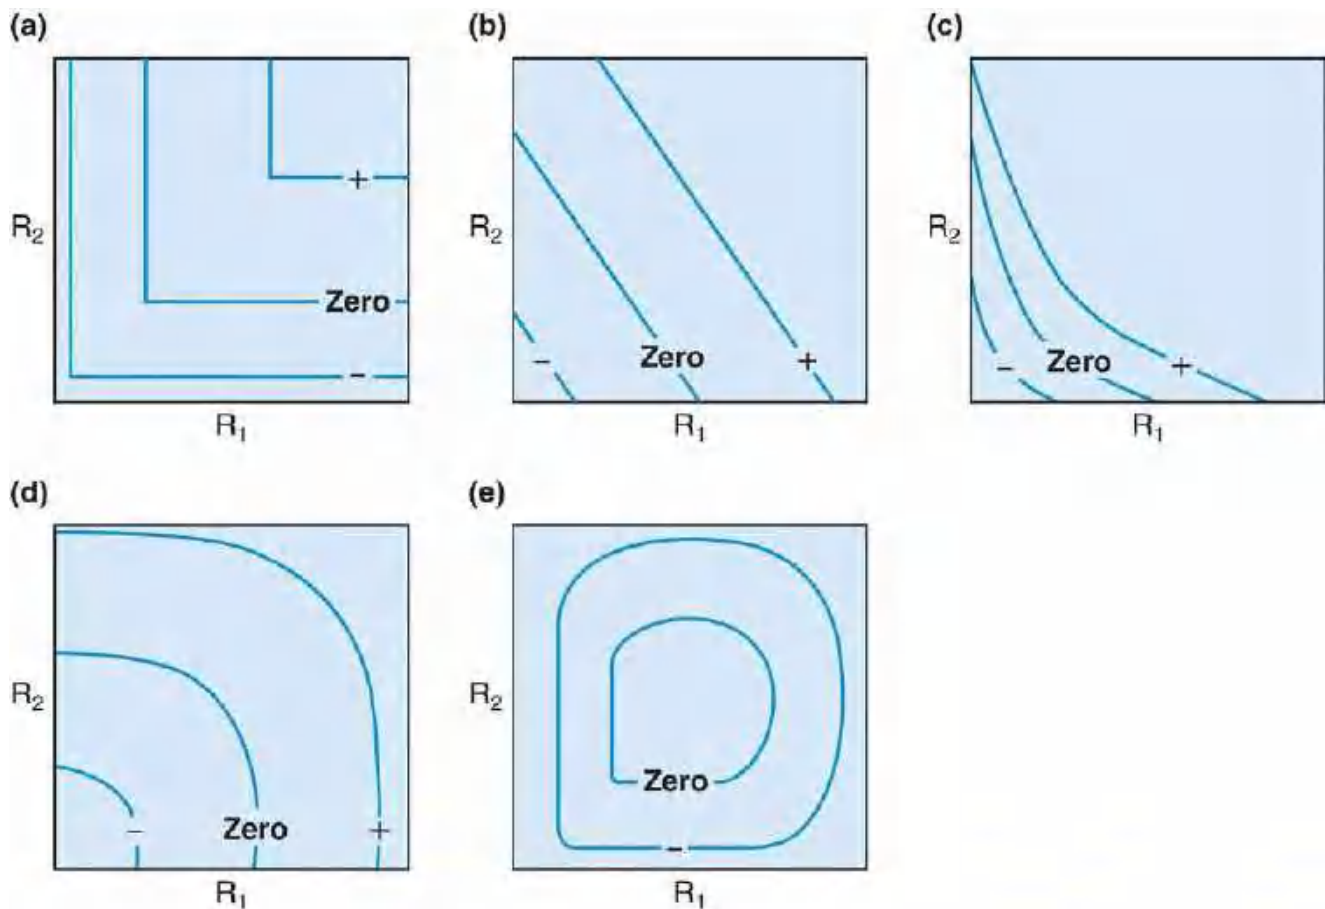 (a)
(b)
(c)
R₂
+
Zero
-
R₁
R₂
-
Zero
+
R₁
R₂
-
Zero
+
R₁
(d)
(e)
R₂
-
Zero
+
R₁
R₂
Zero
-
R₁